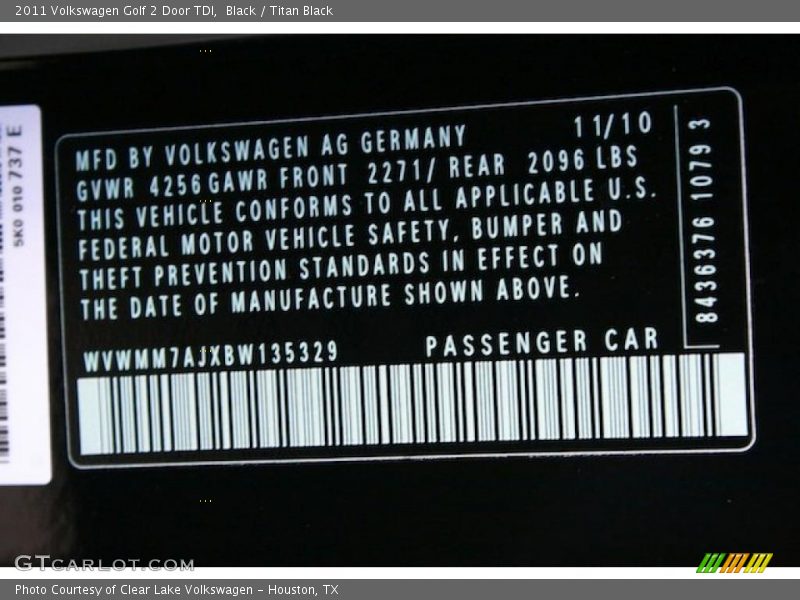 2011 Volkswagen Golf 2 Door TDI,  Black / Titan Black
5K0 010 737 E
MFD BY VOLKSWAGEN AG GERMANY 11/10
GVWR 4256 GAWR FRONT 2271/ REAR 2096 LBS
THIS VEHICLE CONFORMS TO ALL APPLICABLE U.S.
FEDERAL MOTOR VEHICLE SAFETY, BUMPER AND
THEFT PREVENTION STANDARDS IN EFFECT ON
THE DATE OF MANUFACTURE SHOWN ABOVE.
WVWMM7AJXBW135329 PASSENGER CAR
8436376 10793
GTCARLOT.COM
Photo Courtesy of Clear Lake Volkswagen – Houston, TX